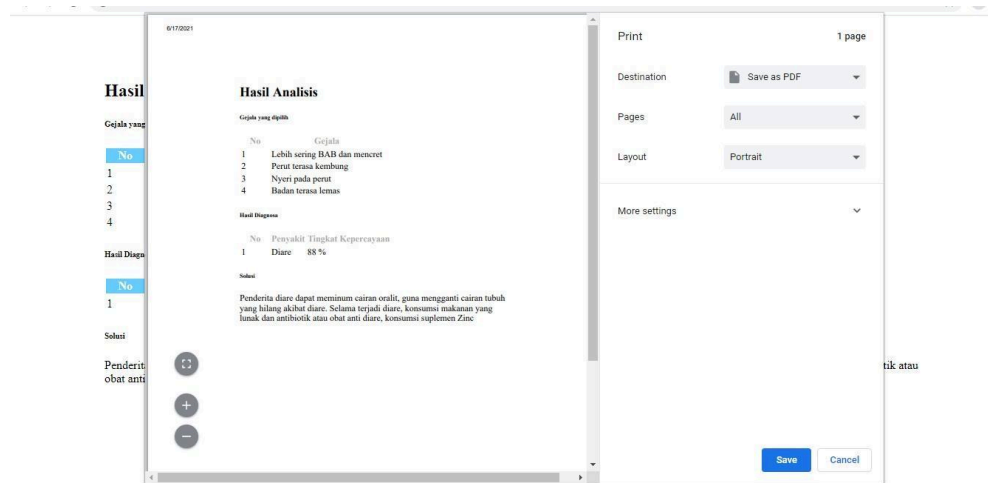 6/17/2021
Hasil Analisis
Gejala yang dipilih
No Gejala
1 Lebih sering BAB dan mencret
2 Perut terasa kembung
3 Nyeri pada perut
4 Badan terasa lemas
Hasil Diagnosa
No Penyakit Tingkat Kepercayaan
1 Diare 88 %
Solusi
Penderita diare dapat meminum cairan oralit, guna mengganti cairan tubuh
yang hilang akibat diare. Selama terjadi diare, konsumsi makanan yang
lunak dan antibiotik atau obat anti diare, konsumsi suplemen Zinc
Print 1 page
Destination Save as PDF
Pages All
Layout Portrait
More settings
Save Cancel
Hasil
Gejala yang
No
1
2
3
4
Hasil Diagn
No
1
Solusi
Penderit tik atau
obat anti